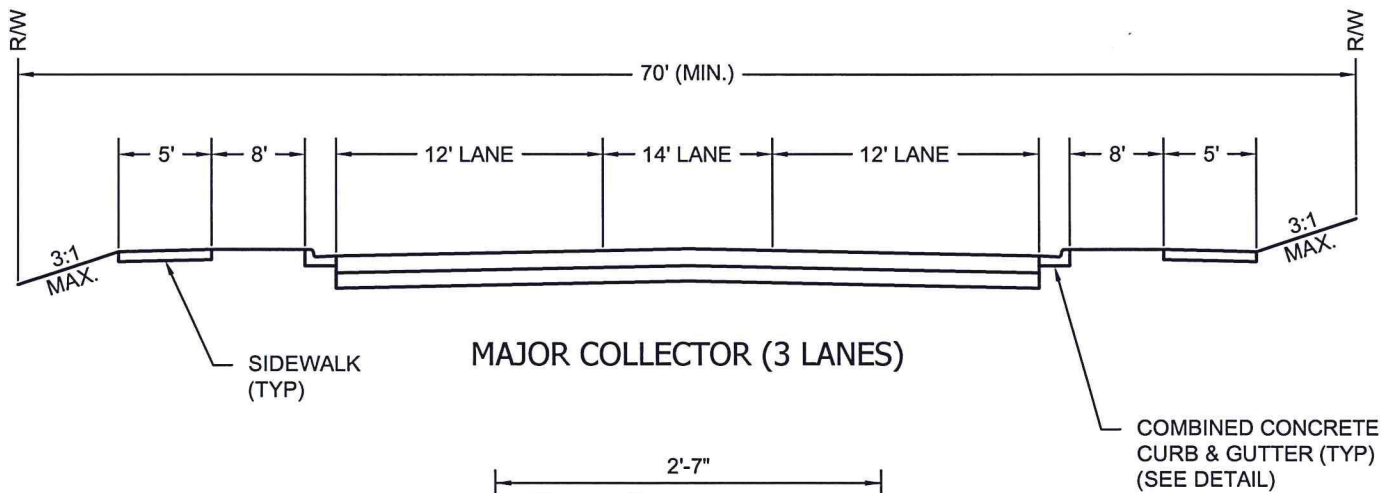 R/W
R/W
70' (MIN.)
5'
8'
12' LANE
14' LANE
12' LANE
8'
5'
3:1
MAX.
3:1
MAX.
SIDEWALK
(TYP)
MAJOR COLLECTOR (3 LANES)
COMBINED CONCRETE
CURB & GUTTER (TYP)
(SEE DETAIL)
2'-7"